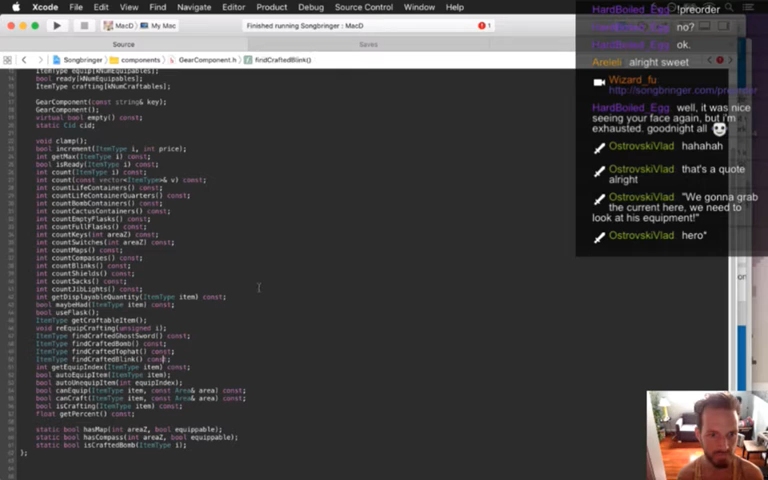 Xcode File Edit View Find Navigate Editor Product Debug Source Control Window Help
MacD My Mac
Finished running Songbringer : MacD
1
Source
Saves
Songbringer components GearComponent.h findCraftedBlink()
ItemType equip[kNumEquipables];
bool ready[kNumEquipables];
ItemType crafting[kNumCraftables];
GearComponent(const string& key);
GearComponent();
virtual bool empty() const;
static Cid cid;
void clamp();
bool increment(ItemType i, int price);
int getMax(ItemType i) const;
bool isReady(ItemType i) const;
int count(ItemType i) const;
int count(const vector<ItemType>& v) const;
int countLifeContainers() const;
int countLifeContainerQuarters() const;
int countBombContainers() const;
int countCactusContainers() const;
int countEmptyFlasks() const;
int countFullFlasks() const;
int countKeys(int areaZ) const;
int countSwitches(int areaZ) const;
int countMaps() const;
int countCompasses() const;
int countBlinks() const;
int countShields() const;
int countSacks() const;
int countJibLights() const;
int getDisplayableQuantity(ItemType item) const;
bool maybeHad(ItemType item) const;
bool useFlask();
ItemType getCraftableItem();
void reEquipCrafting(unsigned i);
ItemType findCraftedGhostSword() const;
ItemType findCraftedBomb() const;
ItemType findCraftedTophat() const;
ItemType findCraftedBlink() const;
int getEquipIndex(ItemType item) const;
bool autoEquipItem(ItemType item);
bool autoUnequipItem(int equipIndex);
bool canEquip(ItemType item, const Area& area) const;
bool canCraft(ItemType item, const Area& area) const;
bool isCrafting(ItemType item) const;
float getPercent() const;
static bool hasMap(int areaZ, bool equippable);
static bool hasCompass(int areaZ, bool equippable);
static bool isCraftedBomb(ItemType i);
};
HardBoiled_Egg !preorder
HardBoiled_Egg no?
HardBoiled_Egg ok.
Areleli alright sweet
Wizard_fu
http://songbringer.com/preorder
HardBoiled_Egg well, it was nice
seeing your face again, but i'm
exhausted. goodnight all
OstrovskiVlad hahahah
OstrovskiVlad that's a quote
alright
OstrovskiVlad "We gonna grab
the current here, we need to
look at his equipment!"
OstrovskiVlad hero*